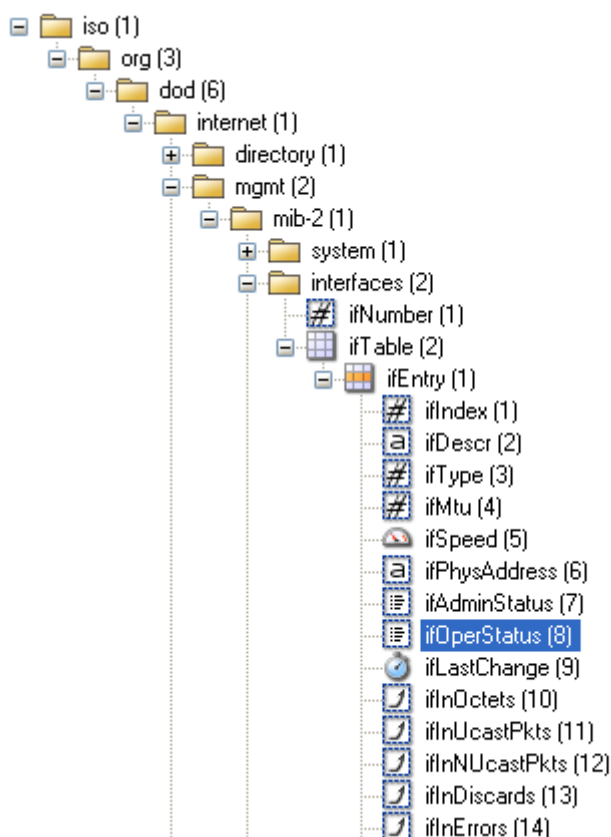 iso (1)
org (3)
dod (6)
internet (1)
directory (1)
mgmt (2)
mib-2 (1)
system (1)
interfaces (2)
ifNumber (1)
ifTable (2)
ifEntry (1)
ifIndex (1)
ifDescr (2)
ifType (3)
ifMtu (4)
ifSpeed (5)
ifPhysAddress (6)
ifAdminStatus (7)
ifOperStatus (8)
ifLastChange (9)
ifInOctets (10)
ifInUcastPkts (11)
ifInNUcastPkts (12)
ifInDiscards (13)
ifInErrors (14)